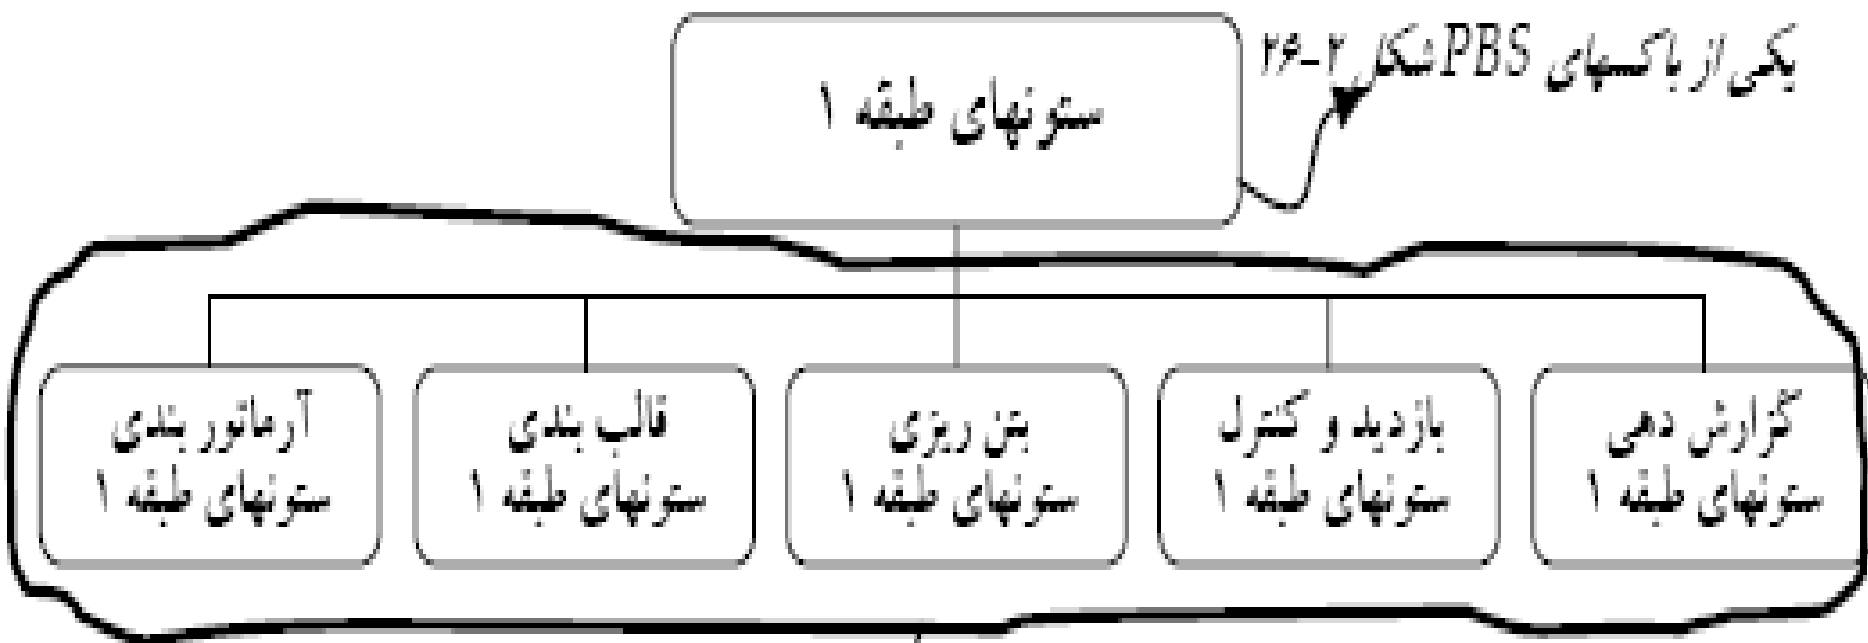 یکی از باکسهای PBS شکل ۲-۲۶
ستونهای طبقه ۱
گزارش دهی
ستونهای طبقه ۱
بازدید و کنترل
ستونهای طبقه ۱
بتن ریزی
ستونهای طبقه ۱
قالب بندی
ستونهای طبقه ۱
آرماتور بندی
ستونهای طبقه ۱